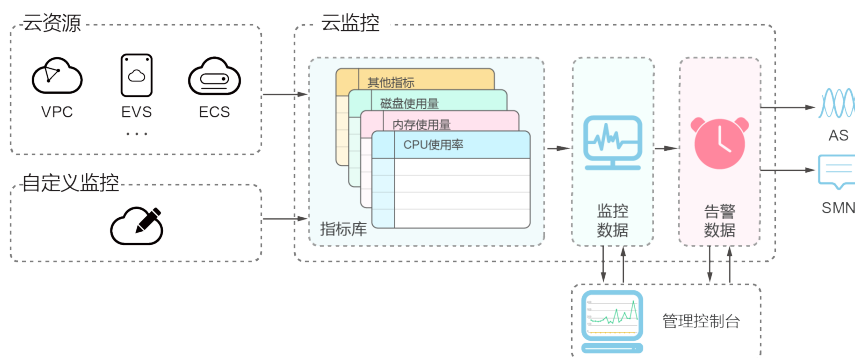 云资源
VPC
EVS
ECS
...
自定义监控
云监控
其他指标
磁盘使用量
内存使用量
CPU使用率
指标库
监控
数据
告警
数据
AS
SMN
管理控制台